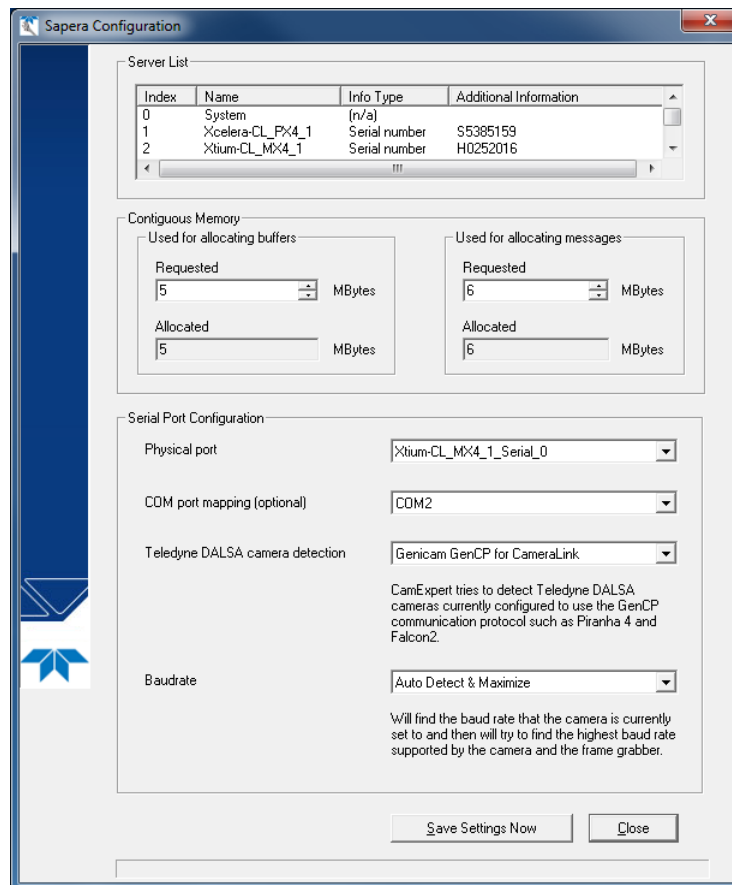 Sapera Configuration
Server List
Index Name Info Type Additional Information
0 System (n/a)
1 Xcelera-CL_PX4_1 Serial number S5385159
2 Xtium-CL_MX4_1 Serial number H0252016
Contiguous Memory
Used for allocating buffers Used for allocating messages
Requested Requested
5 MBytes 6 MBytes
Allocated Allocated
5 MBytes 6 MBytes
Serial Port Configuration
Physical port Xtium-CL_MX4_1_Serial_0
COM port mapping (optional) COM2
Teledyne DALSA camera detection Genicam GenCP for CameraLink
CamExpert tries to detect Teledyne DALSA
cameras currently configured to use the GenCP
communication protocol such as Piranha 4 and
Falcon2.
Baudrate Auto Detect & Maximize
Will find the baud rate that the camera is currently
set to and then will try to find the highest baud rate
supported by the camera and the frame grabber.
Save Settings Now Close